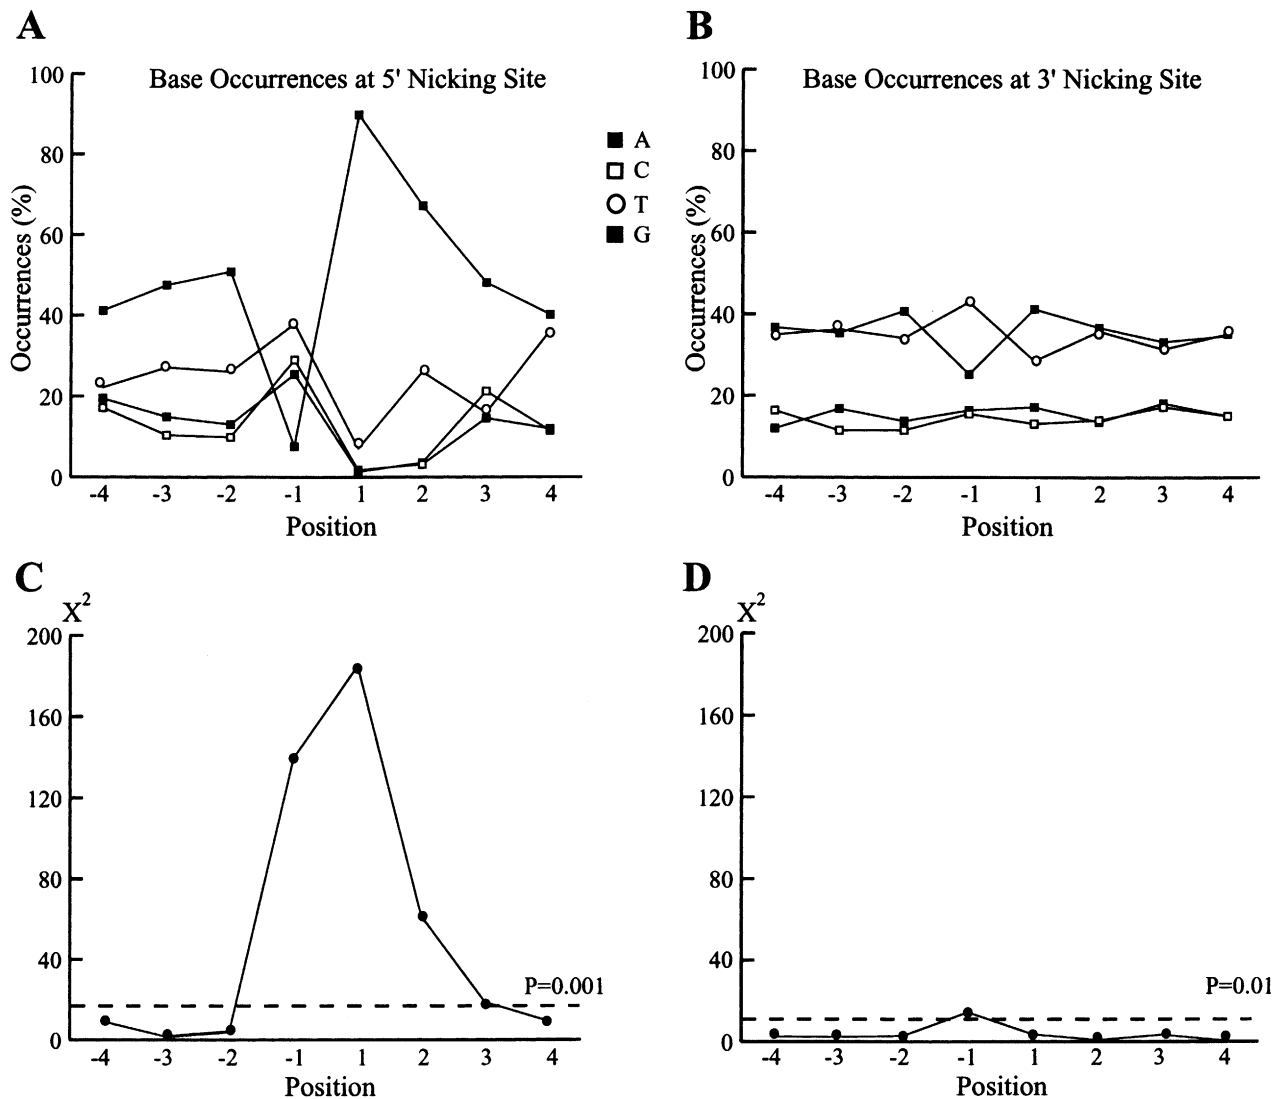 A
Base Occurrences at 5' Nicking Site
100
80
60
40
20
0
Occurrences (%)
-4 -3 -2 -1 1 2 3 4
Position
A
C
T
G
B
Base Occurrences at 3' Nicking Site
100
80
60
40
20
0
Occurrences (%)
-4 -3 -2 -1 1 2 3 4
Position
C
X²
200
160
120
80
40
0
P=0.001
-4 -3 -2 -1 1 2 3 4
Position
D
X²
200
160
120
80
40
0
P=0.01
-4 -3 -2 -1 1 2 3 4
Position